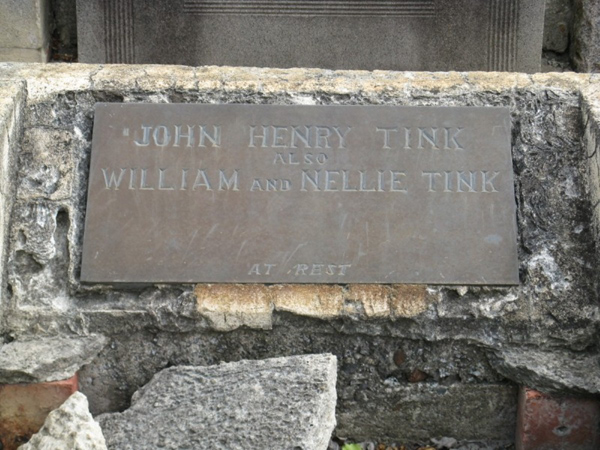 JOHN HENRY TINK
ALSO
WILLIAM AND NELLIE TINK
AT REST